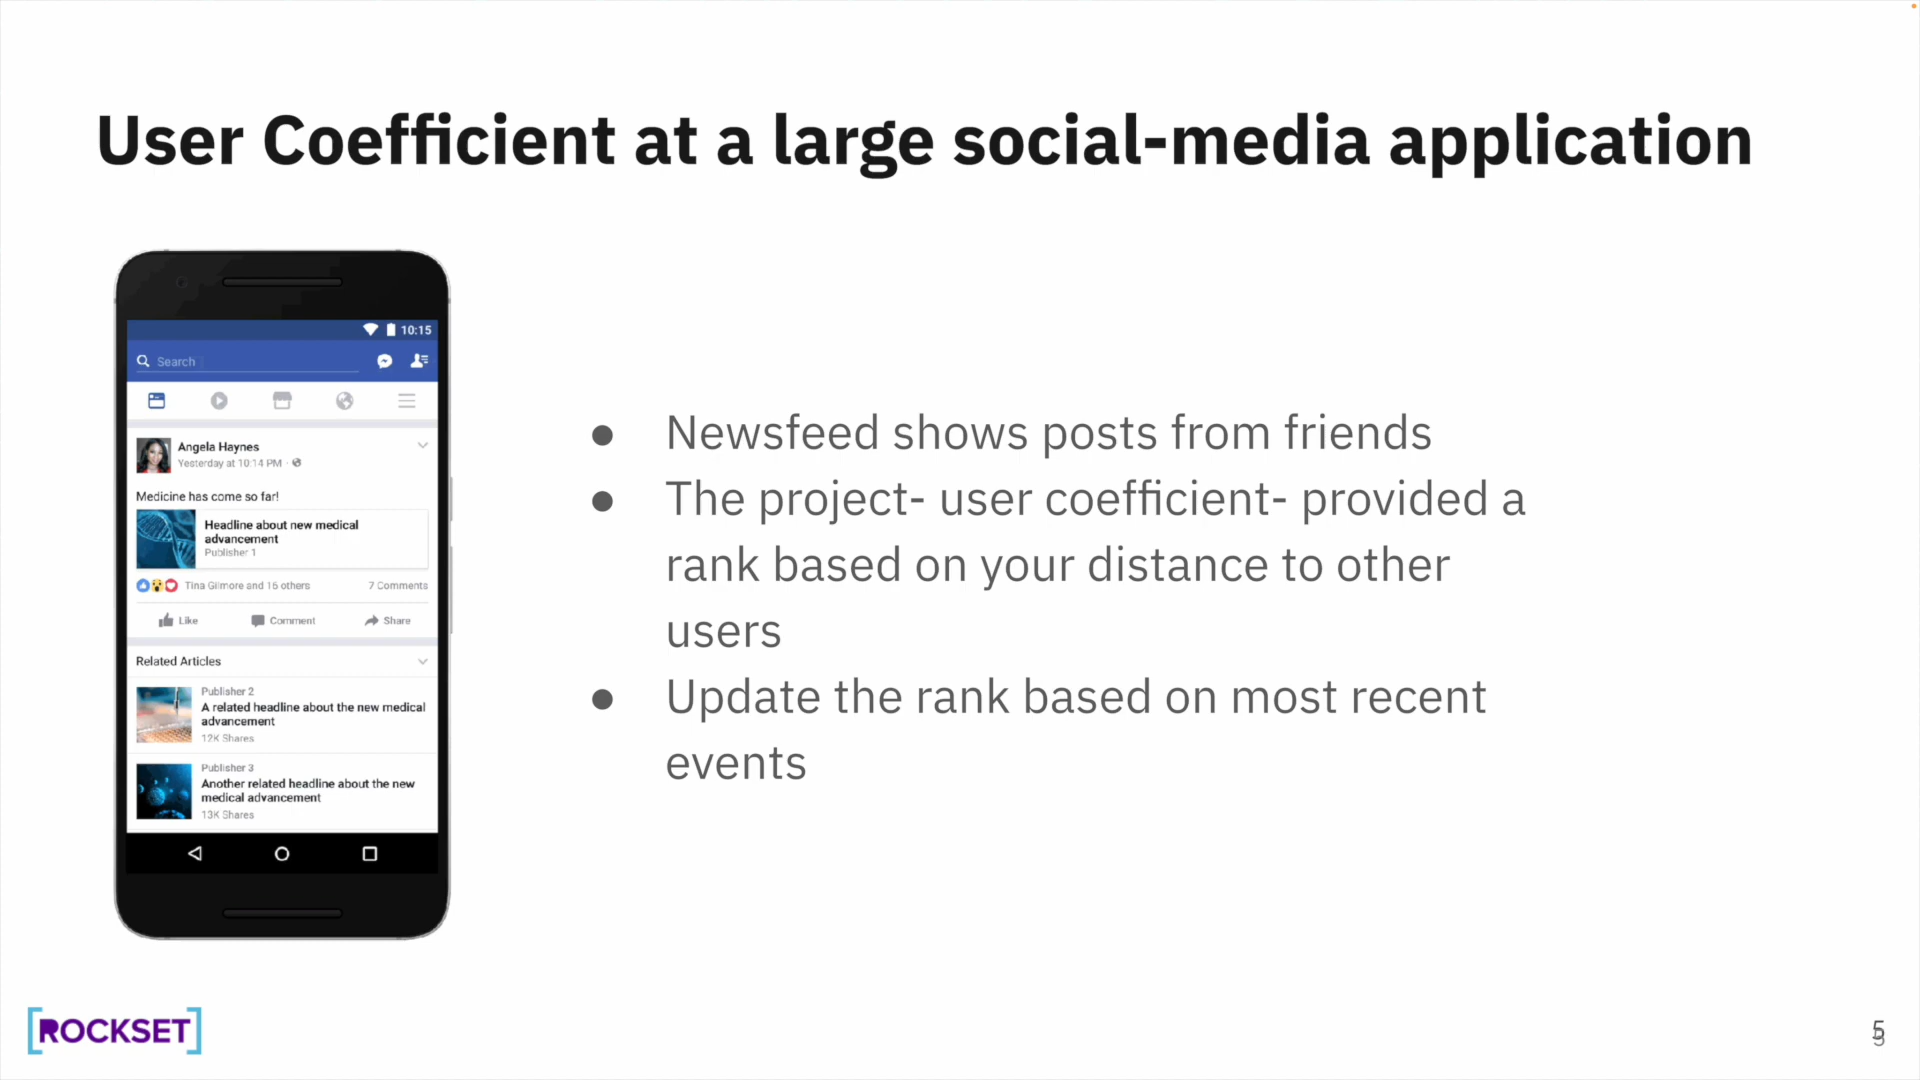 User Coefficient at a large social-media application
10:15
Search
Angela Haynes
Yesterday at 10:14 PM ·
Medicine has come so far!
Headline about new medical
advancement
Publisher 1
Tina Gilmore and 16 others 7 Comments
Like Comment Share
Related Articles
Publisher 2
A related headline about the new medical
advancement
12K Shares
Publisher 3
Another related headline about the new
medical advancement
13K Shares
● Newsfeed shows posts from friends
● The project- user coefficient- provided a
rank based on your distance to other
users
● Update the rank based on most recent
events
[ROCKSET]
5